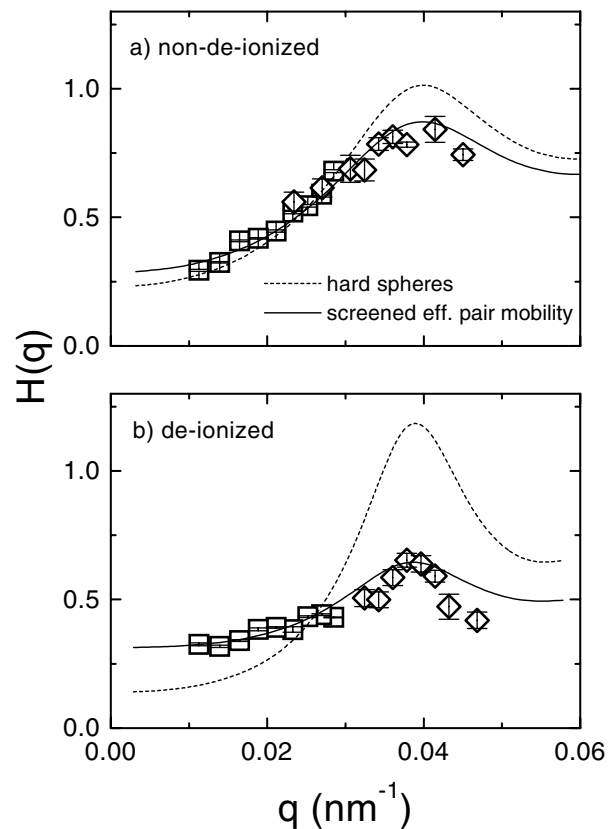 a) non-de-ionized
1.0
0.5
hard spheres
screened eff. pair mobility
0.0
H(q)
b) de-ionized
1.0
0.5
0.0
0.00 0.02 0.04 0.06
q (nm⁻¹)